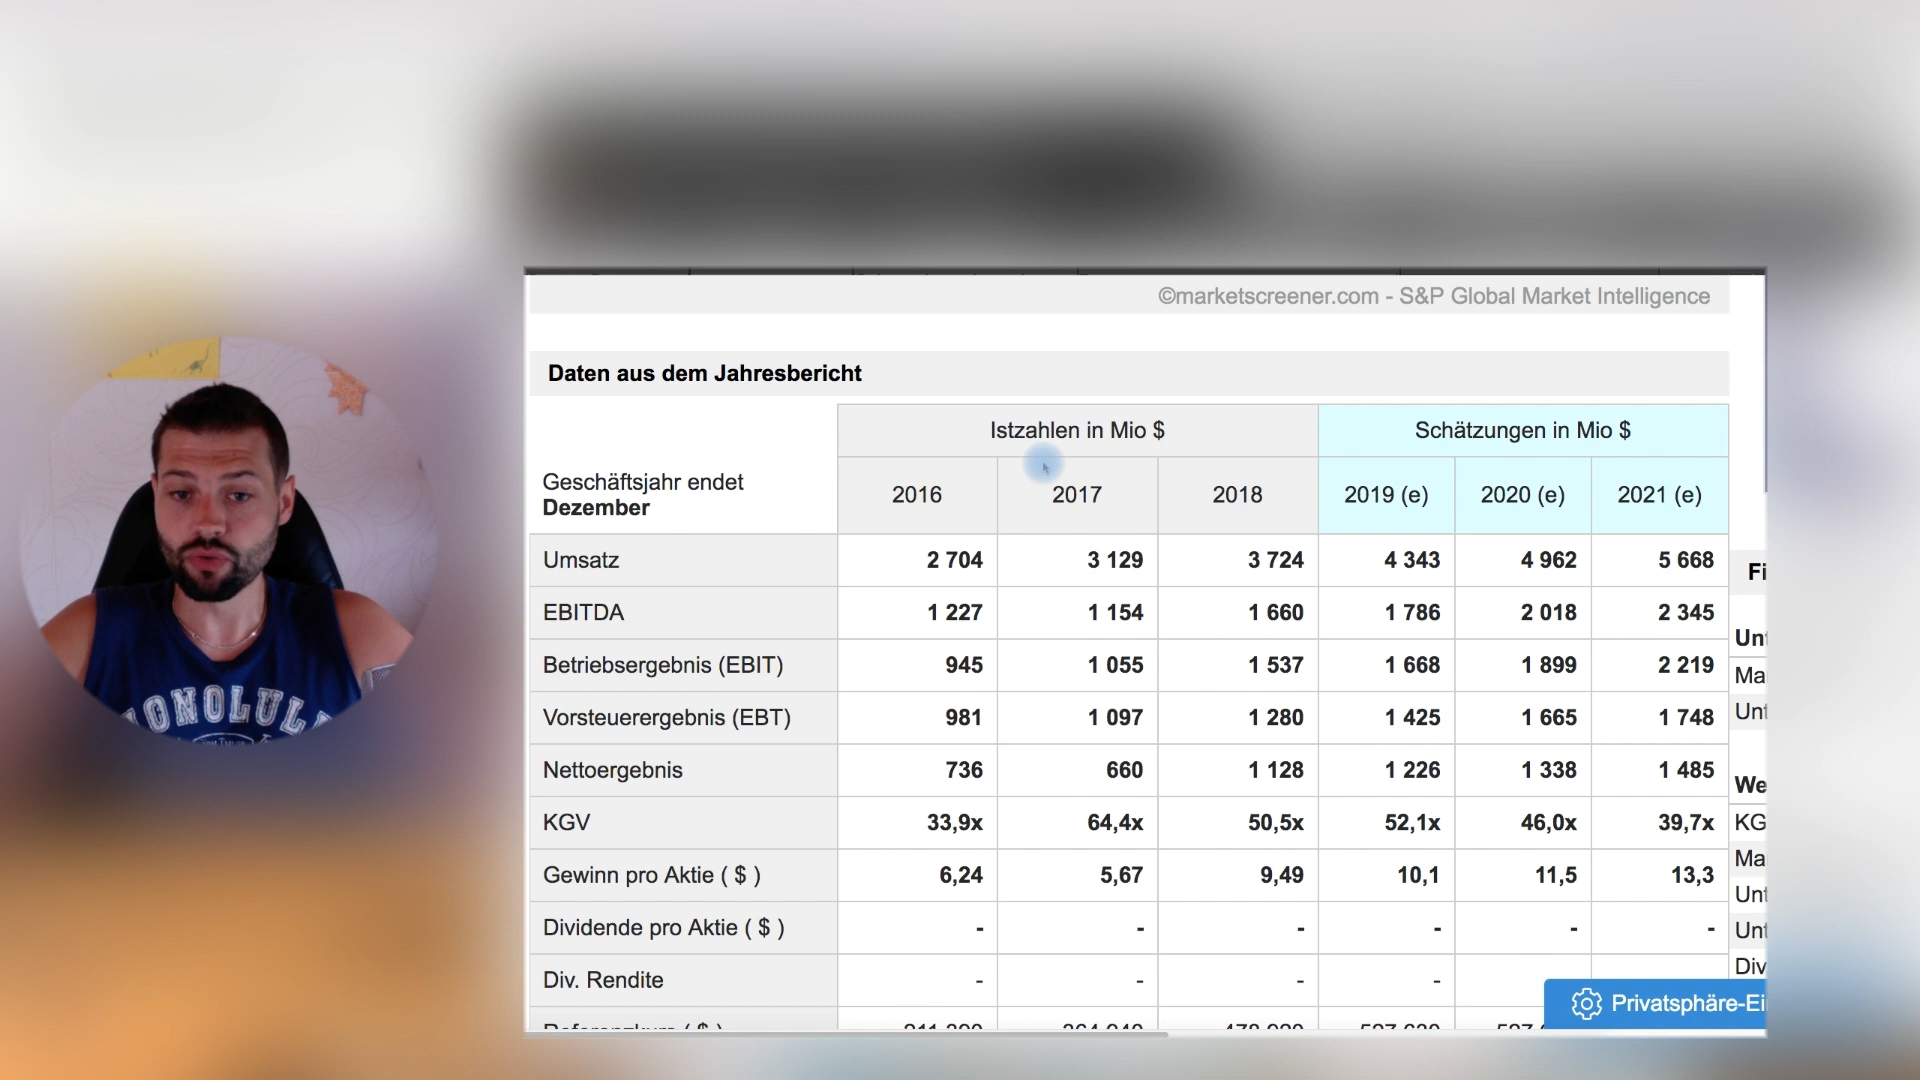 ©marketscreener.com - S&P Global Market Intelligence
Daten aus dem Jahresbericht
Istzahlen in Mio $ Schätzungen in Mio $
Geschäftsjahr endet
Dezember
2016 2017 2018 2019 (e) 2020 (e) 2021 (e)
Umsatz 2 704 3 129 3 724 4 343 4 962 5 668
EBITDA 1 227 1 154 1 660 1 786 2 018 2 345
Betriebsergebnis (EBIT) 945 1 055 1 537 1 668 1 899 2 219
Vorsteuerergebnis (EBT) 981 1 097 1 280 1 425 1 665 1 748
Nettoergebnis 736 660 1 128 1 226 1 338 1 485
KGV 33,9x 64,4x 50,5x 52,1x 46,0x 39,7x
Gewinn pro Aktie ( $ ) 6,24 5,67 9,49 10,1 11,5 13,3
Dividende pro Aktie ( $ ) - - - - - -
Div. Rendite - - - -
Fi
Ma
We
KG
Ma
Div
Privatsphäre-Ei